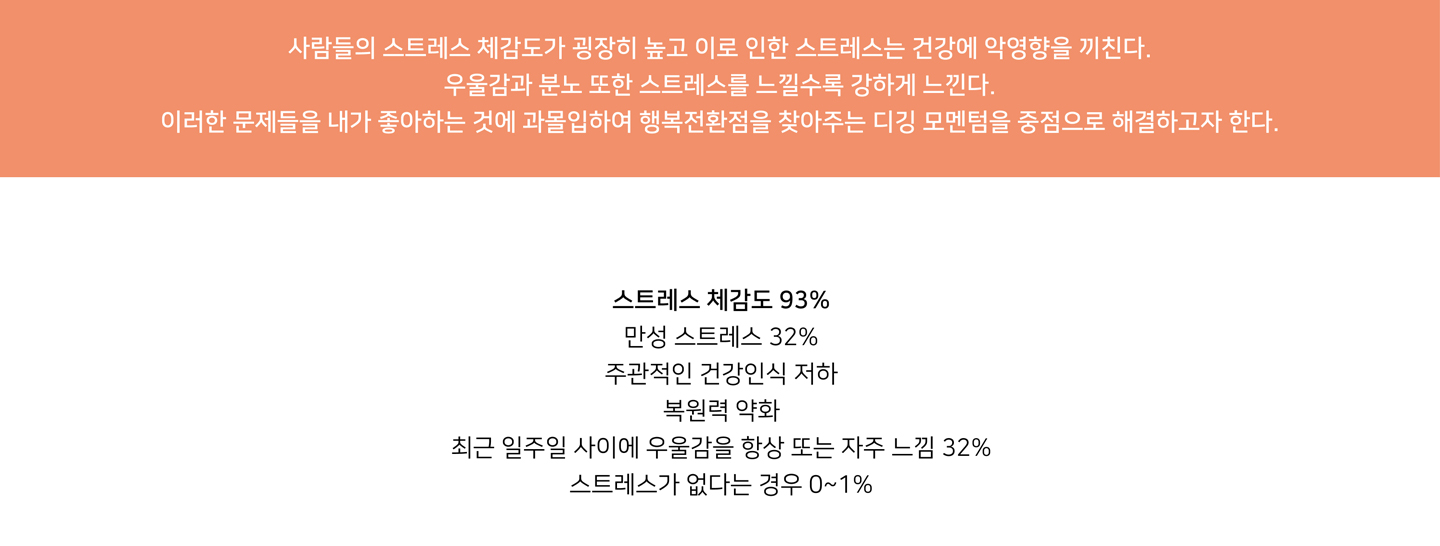 사람들의 스트레스 체감도가 굉장히 높고 이로 인한 스트레스는 건강에 악영향을 끼친다.
우울감과 분노 또한 스트레스를 느낄수록 강하게 느낀다.
이러한 문제들을 내가 좋아하는 것에 과몰입하여 행복전환점을 찾아주는 디깅 모멘텀을 중점으로 해결하고자 한다.
스트레스 체감도 93%
만성 스트레스 32%
주관적인 건강인식 저하
복원력 약화
최근 일주일 사이에 우울감을 항상 또는 자주 느낌 32%
스트레스가 없다는 경우 0~1%